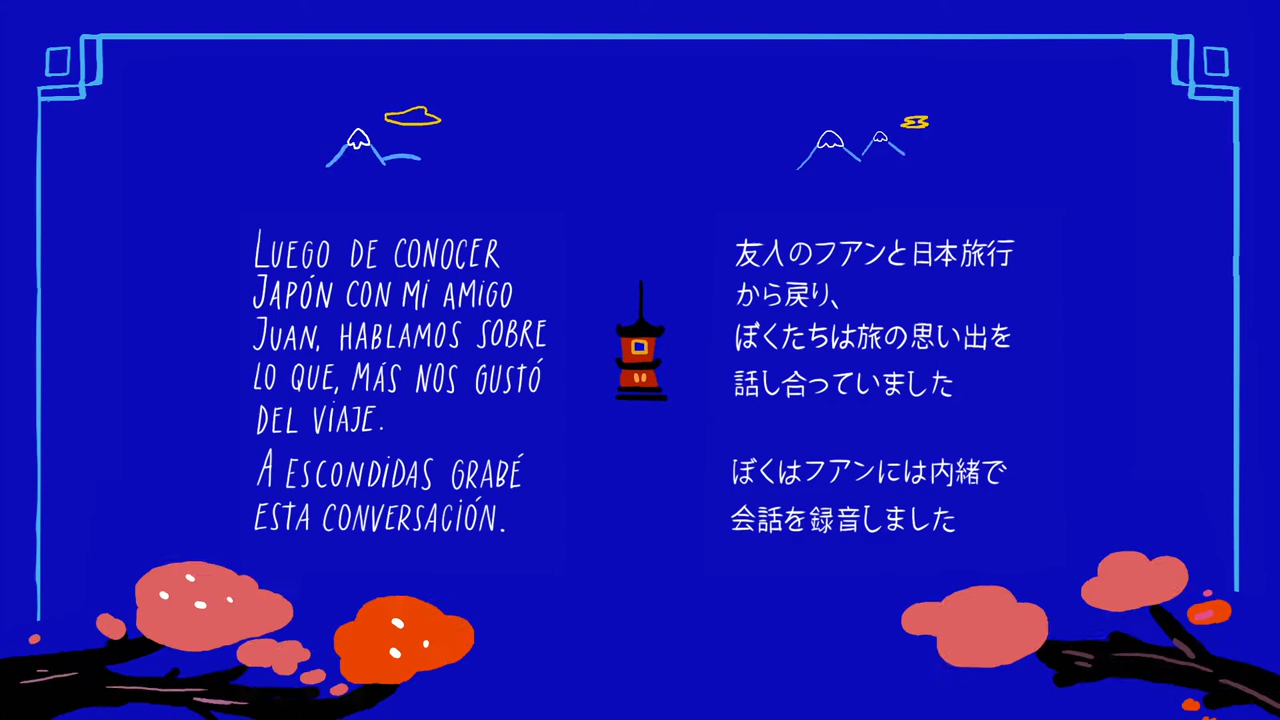 LUEGO DE CONOCER
JAPÓN CON Mi AMiGO
JUAN, HABLAMOS SOBRE
LO QUE, MÁS NOS GUSTÓ
DEL ViAJE.
A ESCONDiDAS GRABÉ
ESTA CONVERSACiÓN.
友人のフアンと日本旅行
から戻り、
ぼくたちは旅の思い出を
話し合っていました
ぼくはフアンには内緒で
会話を録音しました